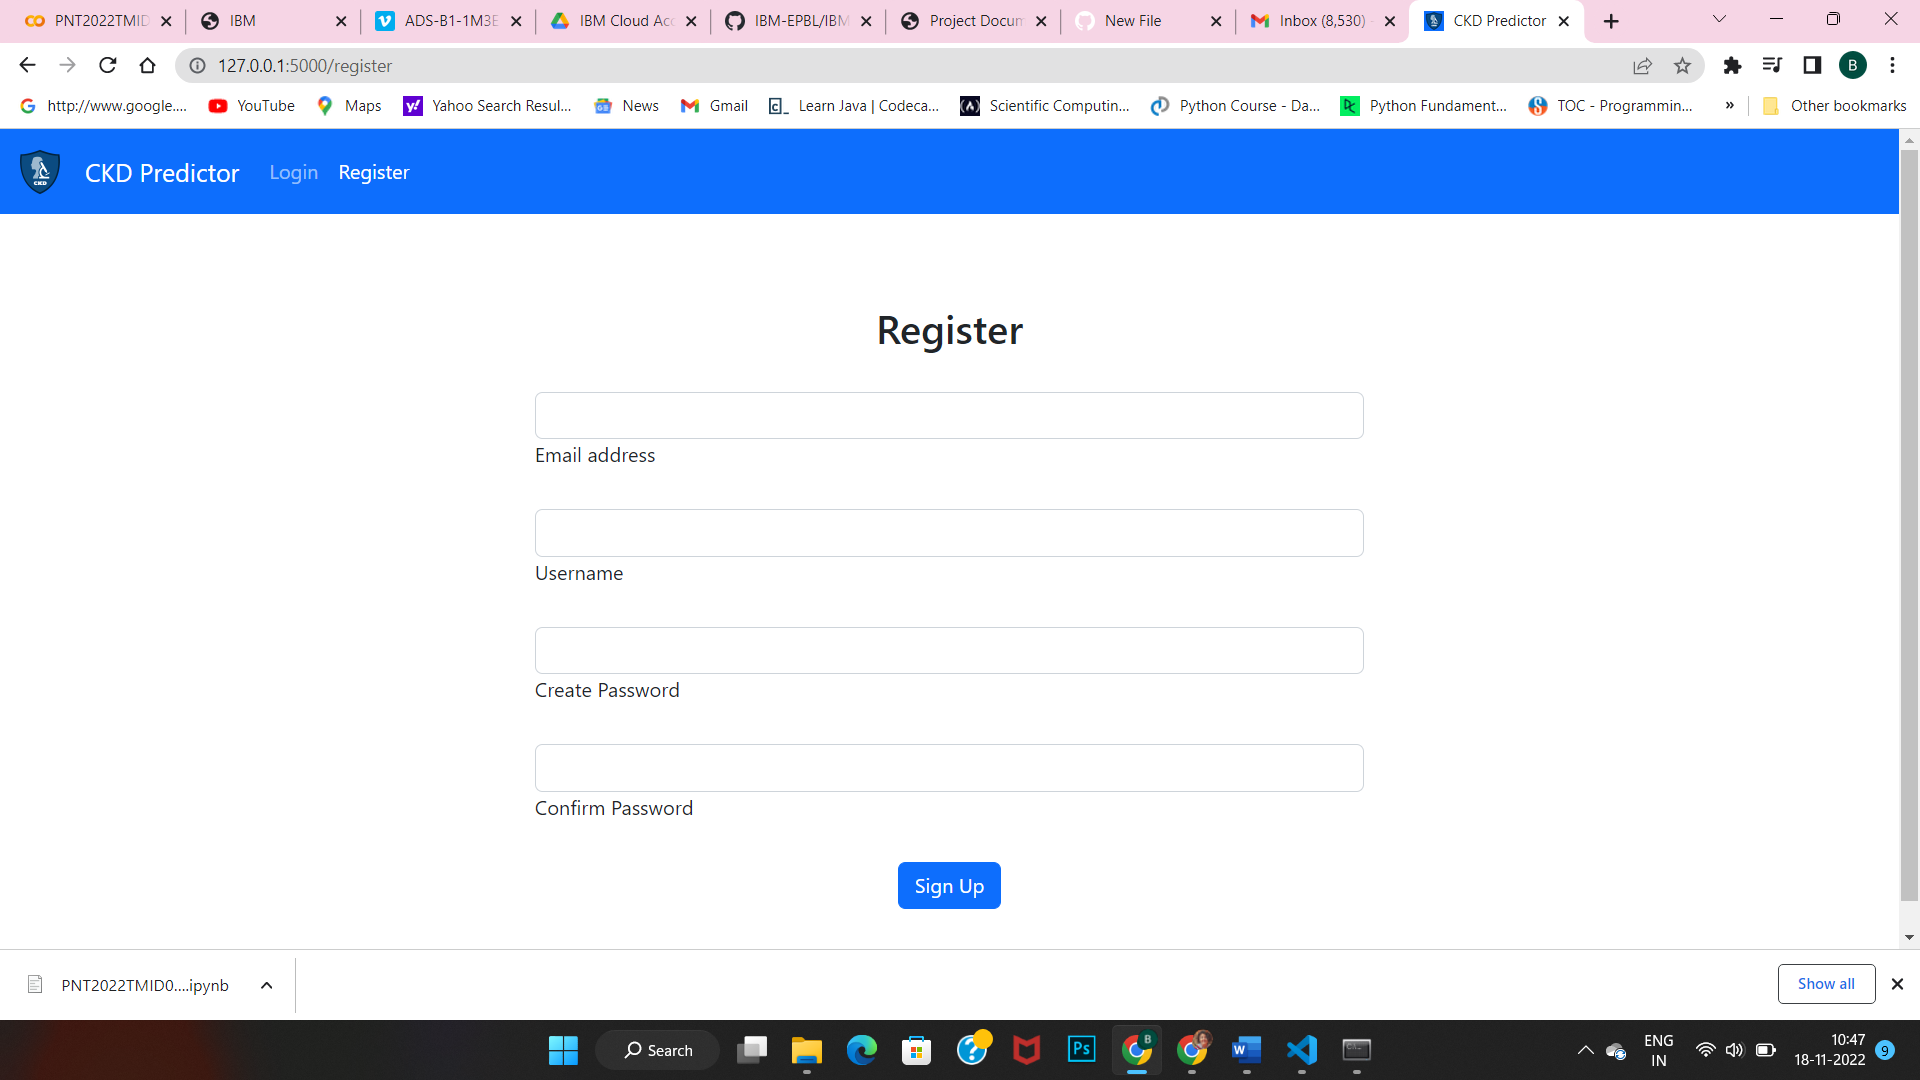 PNT2022TMID
IBM
ADS-B1-1M3E
IBM Cloud Acc
IBM-EPBL/IBM
Project Docum
New File
Inbox (8,530) -
CKD Predictor
127.0.0.1:5000/register
B
http://www.google....
YouTube
Maps
Yahoo Search Resul...
News
Gmail
Learn Java | Codeca...
Scientific Computin...
Python Course - Da...
Python Fundament...
TOC - Programmin...
»
Other bookmarks
CKD
CKD Predictor
Login
Register
Register
Email address
Username
Create Password
Confirm Password
Sign Up
PNT2022TMID0....ipynb
Show all
Search
Ps
B
ENG
IN
10:47
18-11-2022
9